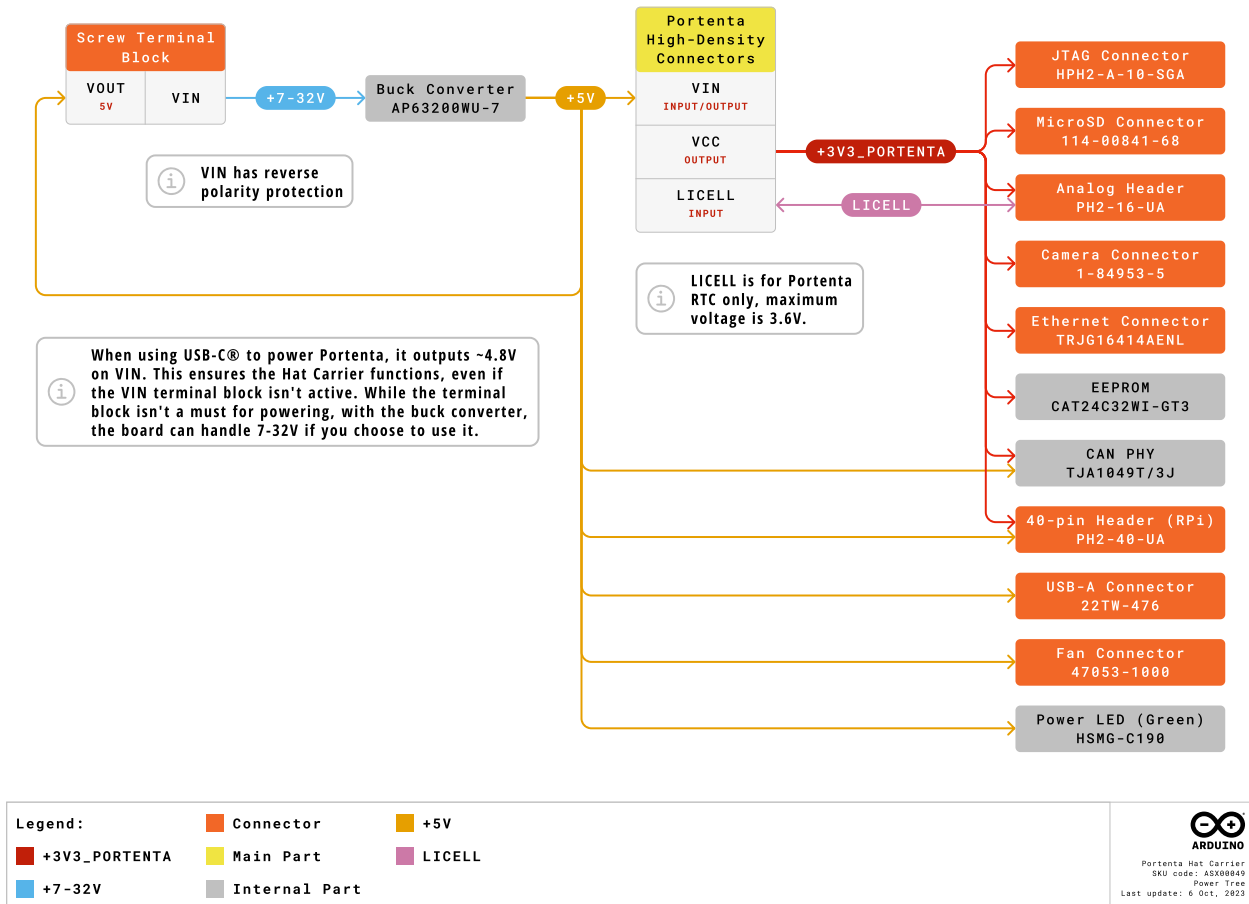 Screw Terminal
Block
VOUT
5V
VIN
+7-32V
Buck Converter
AP63200WU-7
+5V
VIN has reverse
polarity protection
Portenta
High-Density
Connectors
VIN
INPUT/OUTPUT
VCC
OUTPUT
LICELL
INPUT
+3V3_PORTENTA
LICELL
LICELL is for Portenta
RTC only, maximum
voltage is 3.6V.
When using USB-C® to power Portenta, it outputs ~4.8V
on VIN. This ensures the Hat Carrier functions, even if
the VIN terminal block isn't active. While the terminal
block isn't a must for powering, with the buck converter,
the board can handle 7-32V if you choose to use it.
JTAG Connector
HPH2-A-10-SGA
MicroSD Connector
114-00841-68
Analog Header
PH2-16-UA
Camera Connector
1-84953-5
Ethernet Connector
TRJG16414AENL
EEPROM
CAT24C32WI-GT3
CAN PHY
TJA1049T/3J
40-pin Header (RPi)
PH2-40-UA
USB-A Connector
22TW-476
Fan Connector
47053-1000
Power LED (Green)
HSMG-C190
Legend:
+3V3_PORTENTA
+7-32V
Connector
Main Part
Internal Part
+5V
LICELL
ARDUINO
Portenta Hat Carrier
SKU code: ASX00049
Power Tree
Last update: 6 Oct, 2023